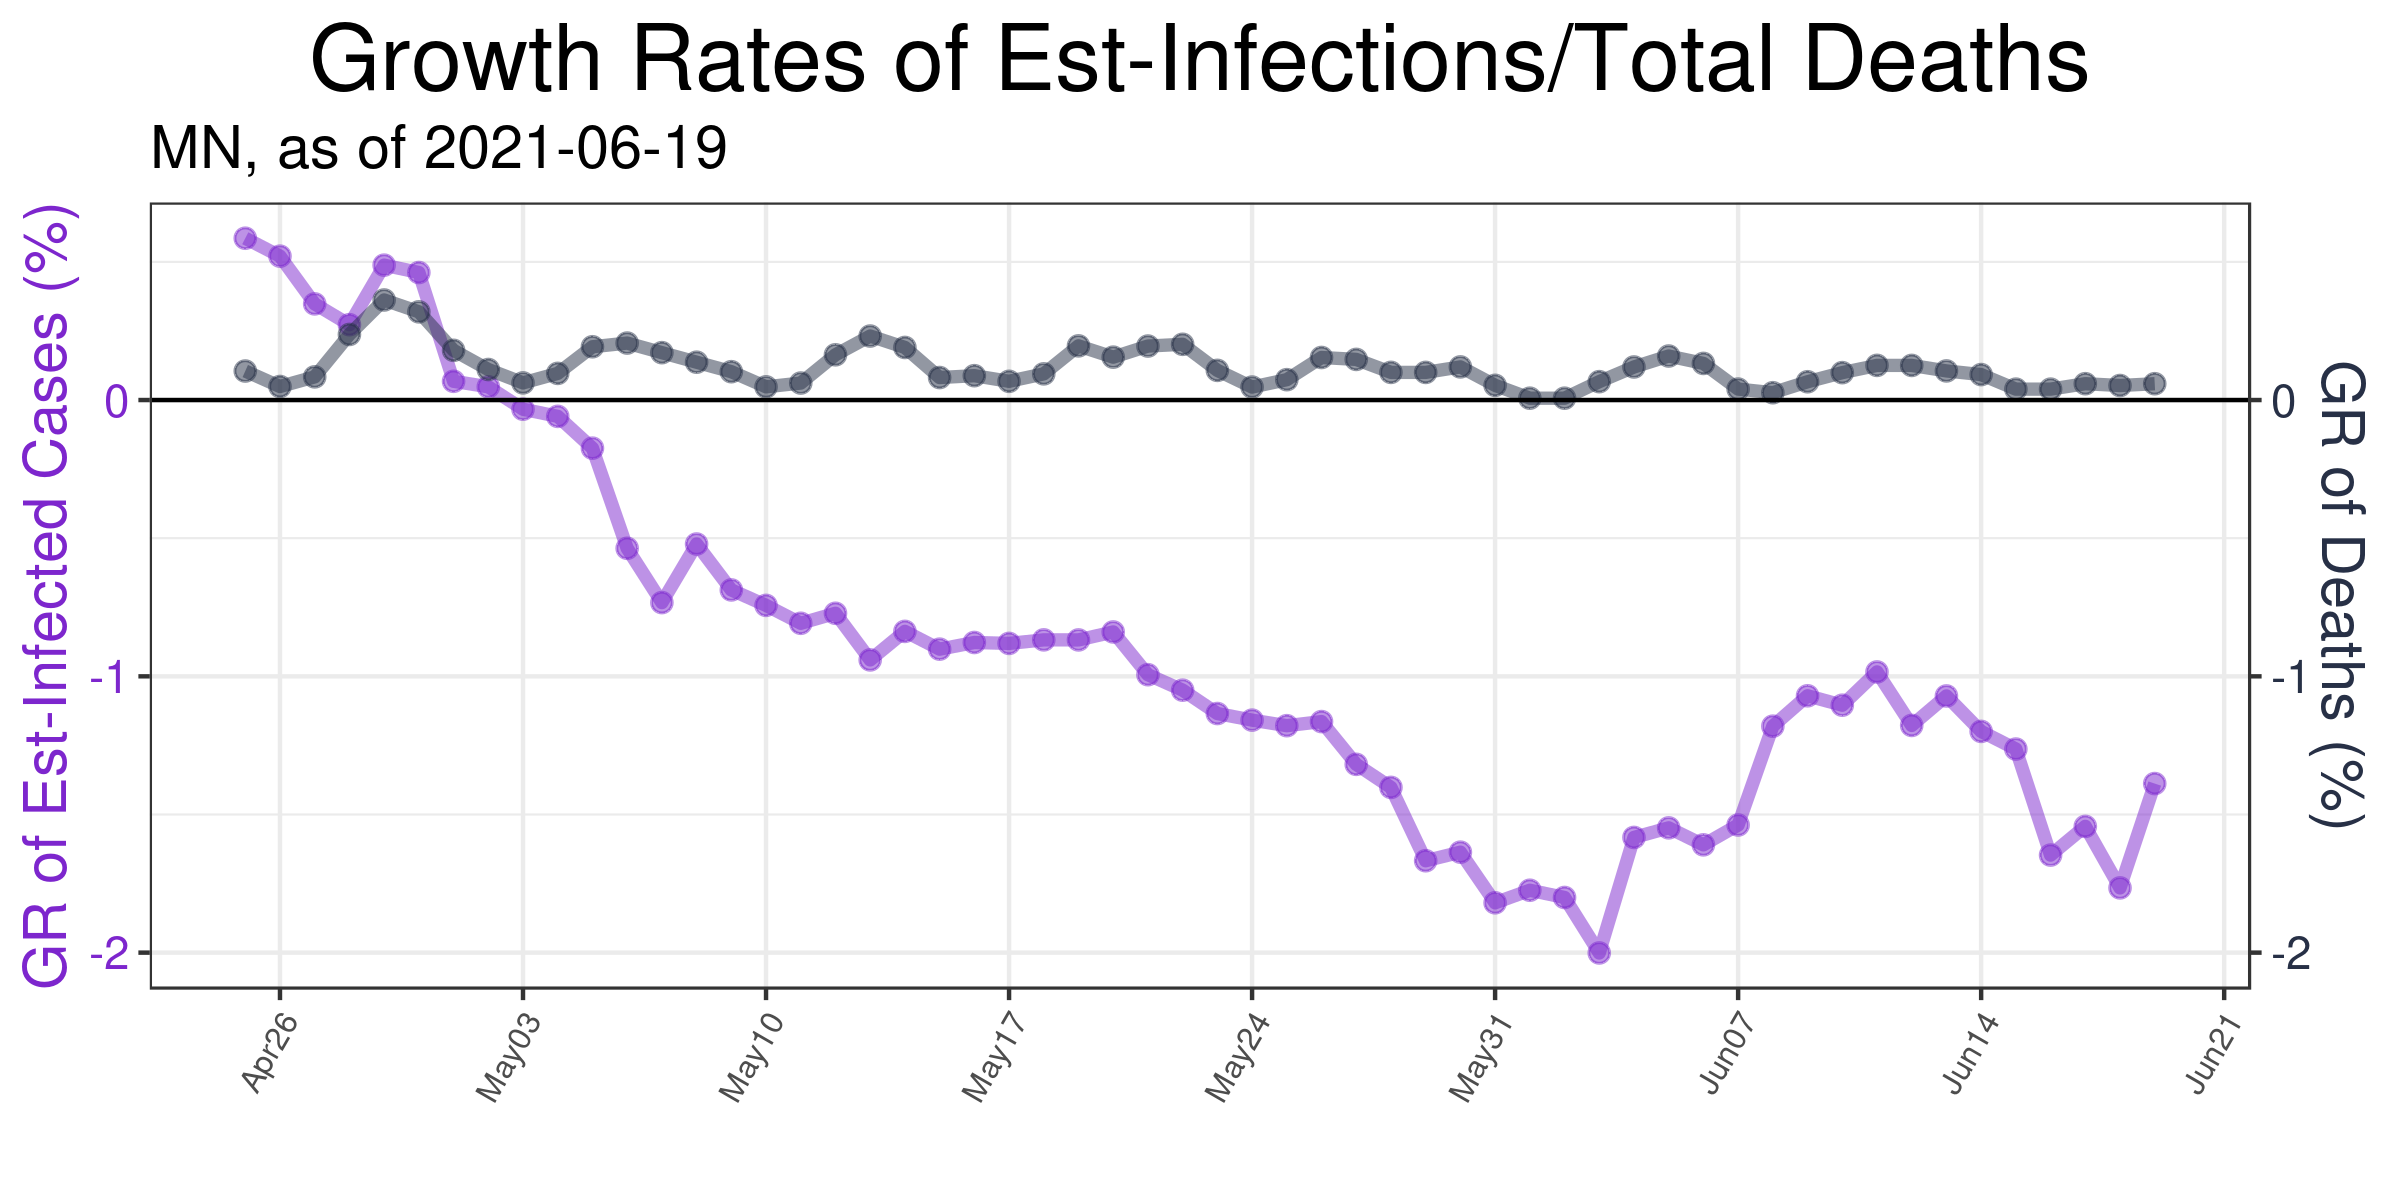 Growth Rates of Est-Infections/Total Deaths
MN, as of 2021-06-19
GR of Est-Infected Cases (%)
0
-1
-2
0
-1
-2
GR of Deaths (%)
Apr26
May03
May10
May17
May24
May31
Jun07
Jun14
Jun21